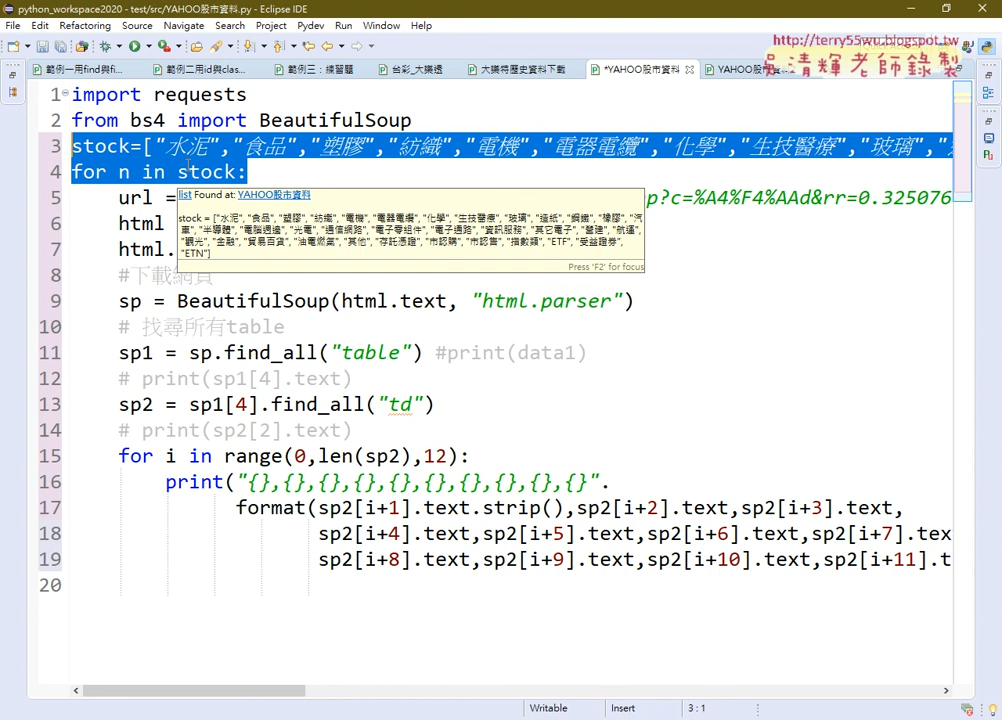 python_workspace2020 - test/src/YAHOO股市資料.py - Eclipse IDE
File Edit Refactoring Source Navigate Search Project Pydev Run Window Help
http://terry55wu.blogspot.tw
吳清輝老師錄製
範例一用find與fi... 範例二用id與clas... 範例三：練習題 台彩_大樂透 大樂特歷史資料下載 *YAHOO股市資料 YAHOO股
1 import requests
2 from bs4 import BeautifulSoup
3 stock=["水泥","食品","塑膠","紡織","電機","電器電纜","化學","生技醫療","玻璃","
4 for n in stock:
5 url = p?c=%A4%F4%AAd&rr=0.325076
6 html
7 html.
list Found at: YAHOO股市資料
stock = ["水泥", "食品", "塑膠", "紡織", "電機", "電器電纜", "化學", "生技醫療", "玻璃", "造紙", "鋼鐵", "橡膠", "汽
車", "半導體", "電腦週邊", "光電", "通信網路", "電子零組件", "電子通路", "資訊服務", "其它電子", "營建", "航運",
"觀光", "金融", "貿易百貨", "油電燃氣", "其他", "存託憑證", "市認購", "市認售", "指數類", "ETF", "受益證券",
"ETN"]
Press 'F2' for focus
8 #下載網頁
9 sp = BeautifulSoup(html.text, "html.parser")
10 # 找尋所有table
11 sp1 = sp.find_all("table") #print(data1)
12 # print(sp1[4].text)
13 sp2 = sp1[4].find_all("td")
14 # print(sp2[2].text)
15 for i in range(0,len(sp2),12):
16 print("{},{},{},{},{},{},{},{},{},{}".
17 format(sp2[i+1].text.strip(),sp2[i+2].text,sp2[i+3].text,
18 sp2[i+4].text,sp2[i+5].text,sp2[i+6].text,sp2[i+7].tex
19 sp2[i+8].text,sp2[i+9].text,sp2[i+10].text,sp2[i+11].t
20
Writable Insert 3 : 1